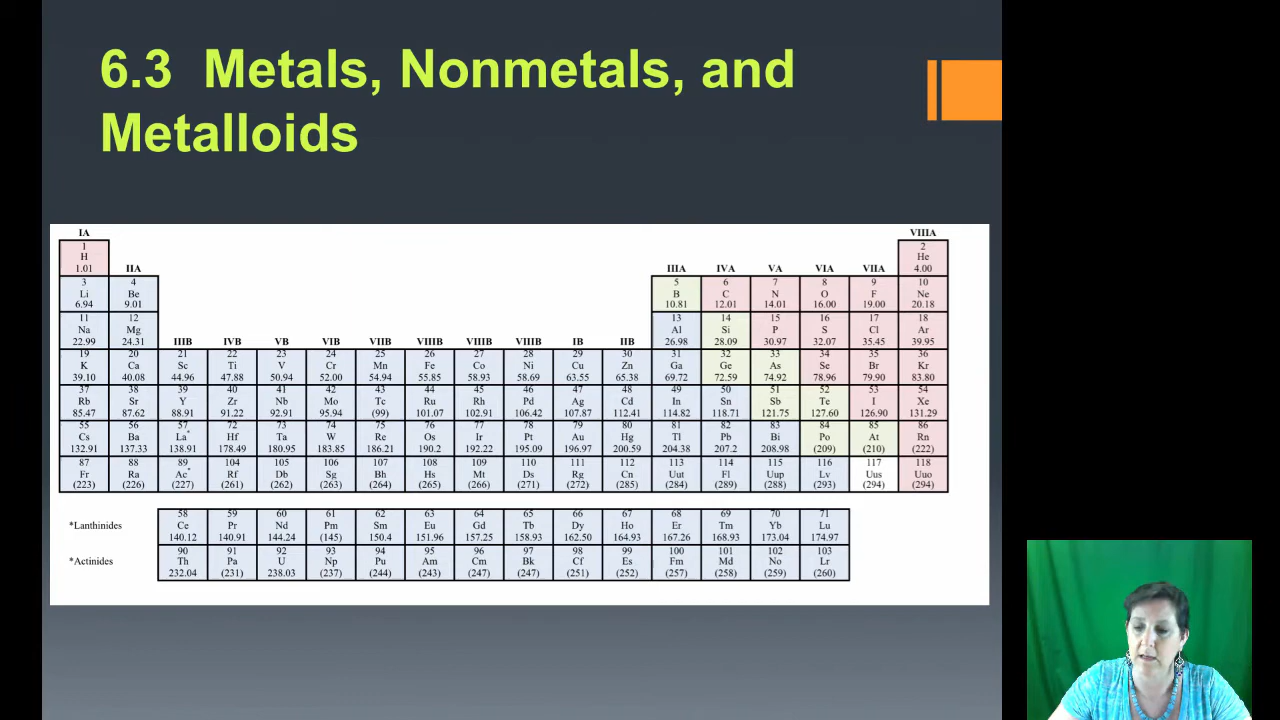 6.3 Metals, Nonmetals, and
Metalloids
IA VIIIA
1 2
H He
1.01 IIA IIIA IVA VA VIA VIIA 4.00
3 4 5 6 7 8 9 10
Li Be B C N O F Ne
6.94 9.01 10.81 12.01 14.01 16.00 19.00 20.18
11 12 13 14 15 16 17 18
Na Mg Al Si P S Cl Ar
22.99 24.31 IIIB IVB VB VIB VIIB VIIIB VIIIB VIIIB IB IIB 26.98 28.09 30.97 32.07 35.45 39.95
19 20 21 22 23 24 25 26 27 28 29 30 31 32 33 34 35 36
K Ca Sc Ti V Cr Mn Fe Co Ni Cu Zn Ga Ge As Se Br Kr
39.10 40.08 44.96 47.88 50.94 52.00 54.94 55.85 58.93 58.69 63.55 65.38 69.72 72.59 74.92 78.96 79.90 83.80
37 38 39 40 41 42 43 44 45 46 47 48 49 50 51 52 53 54
Rb Sr Y Zr Nb Mo Tc Ru Rh Pd Ag Cd In Sn Sb Te I Xe
85.47 87.62 88.91 91.22 92.91 95.94 (99) 101.07 102.91 106.42 107.87 112.41 114.82 118.71 121.75 127.60 126.90 131.29
55 56 57 72 73 74 75 76 77 78 79 80 81 82 83 84 85 86
Cs Ba La* Hf Ta W Re Os Ir Pt Au Hg Tl Pb Bi Po At Rn
132.91 137.33 138.91 178.49 180.95 183.85 186.21 190.2 192.22 195.09 196.97 200.59 204.38 207.2 208.98 (209) (210) (222)
87 88 89 104 105 106 107 108 109 110 111 112 113 114 115 116 117 118
Fr Ra Ac* Rf Db Sg Bh Hs Mt Ds Rg Cn Uut Fl Uup Lv Uus Uuo
(223) (226) (227) (261) (262) (263) (264) (265) (266) (271) (272) (285) (284) (289) (288) (293) (294) (294)
58 59 60 61 62 63 64 65 66 67 68 69 70 71
*Lanthinides Ce Pr Nd Pm Sm Eu Gd Tb Dy Ho Er Tm Yb Lu
140.12 140.91 144.24 (145) 150.4 151.96 157.25 158.93 162.50 164.93 167.26 168.93 173.04 174.97
90 91 92 93 94 95 96 97 98 99 100 101 102 103
*Actinides Th Pa U Np Pu Am Cm Bk Cf Es Fm Md No Lr
232.04 (231) 238.03 (237) (244) (243) (247) (247) (251) (252) (257) (258) (259) (260)